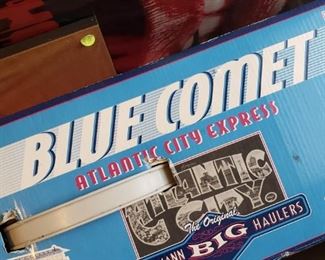 BLUE COMET
ATLANTIC CITY EXPRESS
ATLANTIC
CITY
The Original
BIG HAULERS